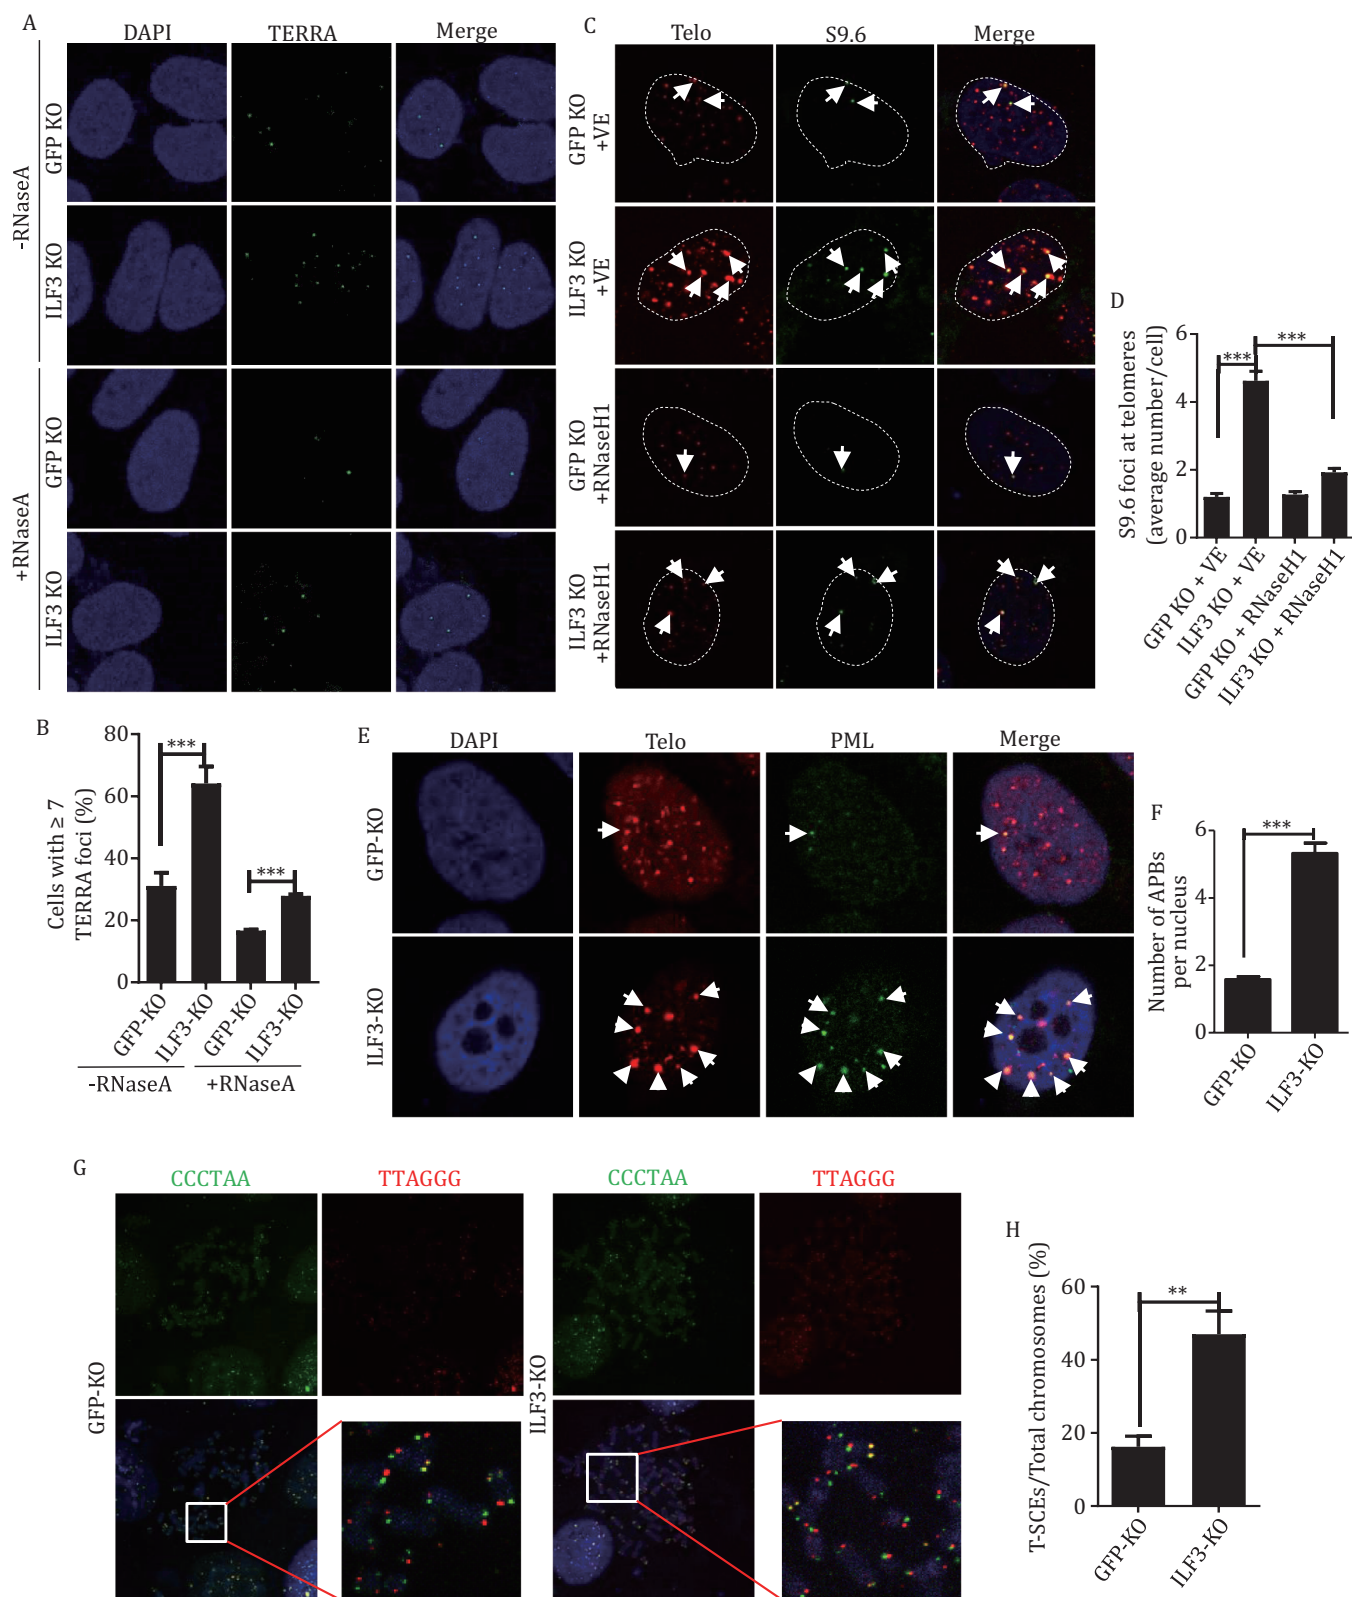 A
DAPI TERRA Merge
-RNaseA
GFP KO
ILF3 KO
+RNaseA
GFP KO
ILF3 KO
B
Cells with ≥ 7
TERRA foci (%)
80
60
40
20
0
***
***
GFP-KO
ILF3-KO
GFP-KO
ILF3-KO
-RNaseA +RNaseA
C
Telo S9.6 Merge
GFP KO
+VE
ILF3 KO
+VE
GFP KO
+RNaseH1
ILF3 KO
+RNaseH1
D
S9.6 foci at telomeres
(average number/cell)
6
4
2
0
***
***
GFP KO + VE
ILF3 KO + VE
GFP KO + RNaseH1
ILF3 KO + RNaseH1
E
DAPI Telo PML Merge
GFP-KO
ILF3-KO
F
Number of APBs
per nucleus
6
4
2
0
***
GFP-KO
ILF3-KO
G
CCCTAA TTAGGG CCCTAA TTAGGG
GFP-KO
ILF3-KO
H
T-SCEs/Total chromosomes (%)
60
40
20
0
**
GFP-KO
ILF3-KO